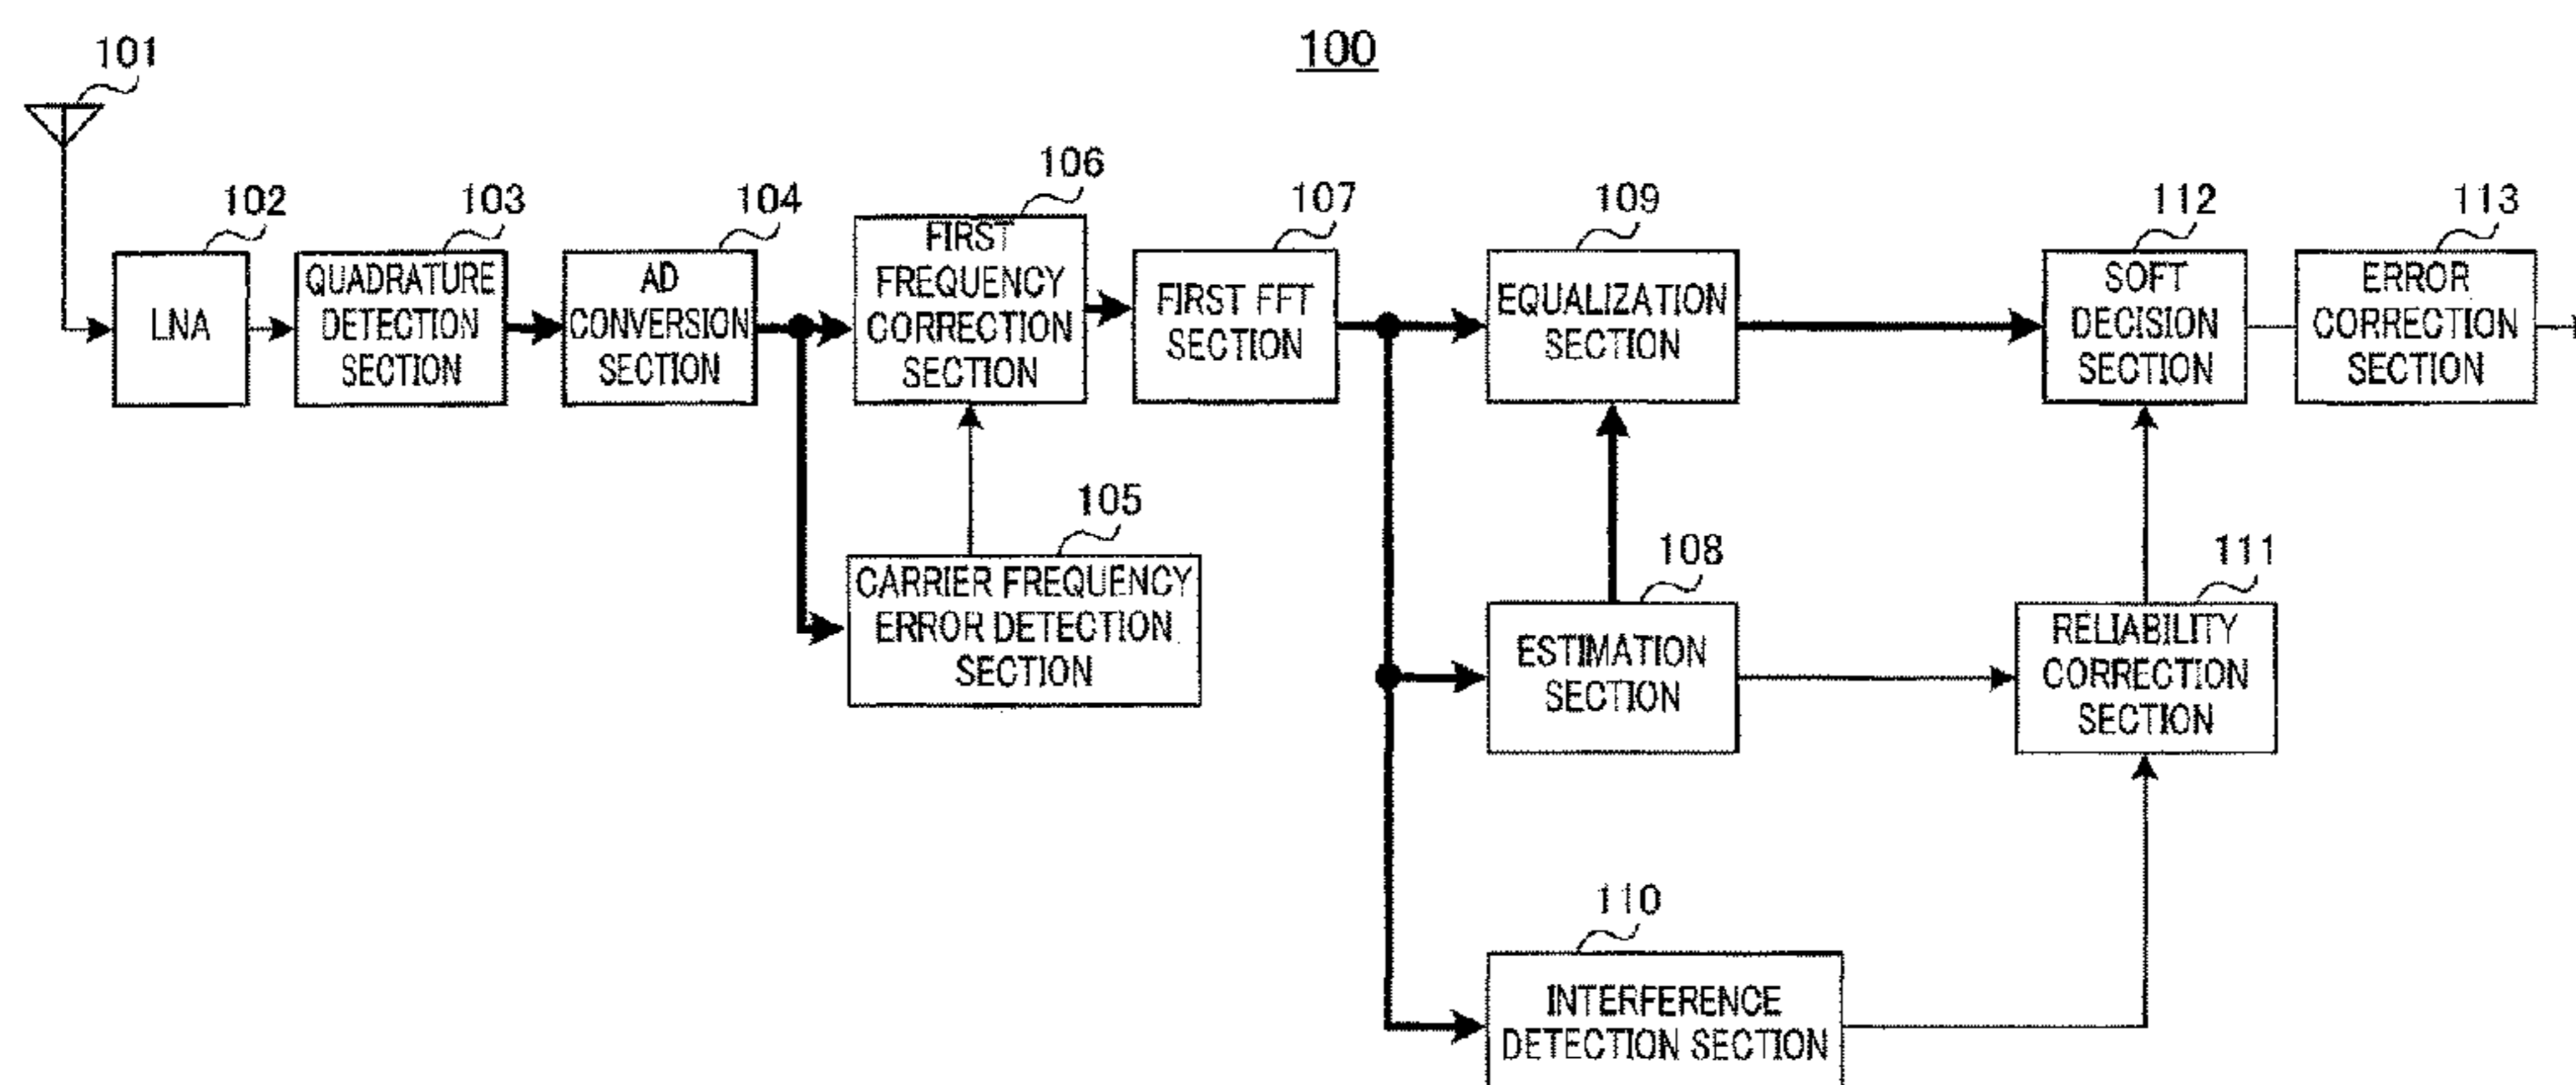 100
101
102
LNA
103
QUADRATURE
DETECTION
SECTION
104
AD
CONVERSION
SECTION
106
FIRST
FREQUENCY
CORRECTION
SECTION
107
FIRST FFT
SECTION
109
EQUALIZATION
SECTION
112
SOFT
DECISION
SECTION
113
ERROR
CORRECTION
SECTION
105
CARRIER FREQUENCY
ERROR DETECTION
SECTION
108
ESTIMATION
SECTION
111
RELIABILITY
CORRECTION
SECTION
110
INTERFERENCE
DETECTION SECTION